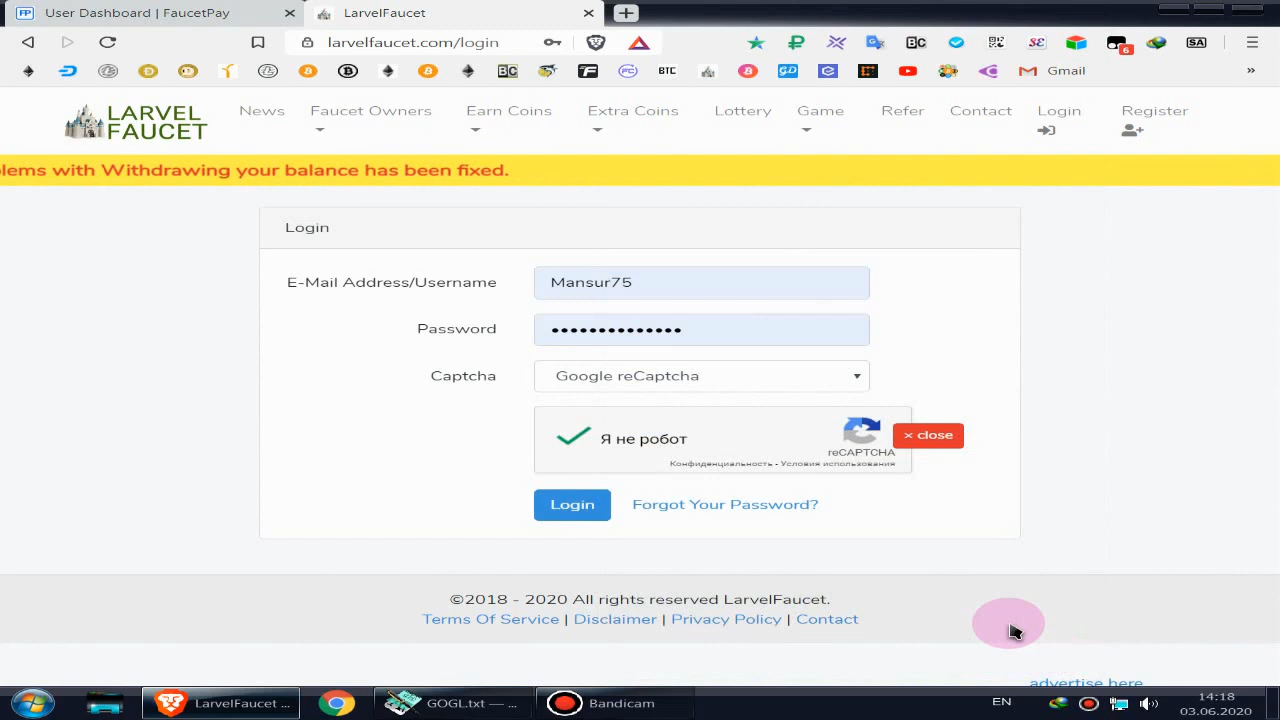 User Dashboard | FaucetPay
LarvelFaucet
larvelfaucet.com/login
Gmail
LARVEL
FAUCET
News
Faucet Owners
Earn Coins
Extra Coins
Lottery
Game
Refer
Contact
Login
Register
blems with Withdrawing your balance has been fixed.
Login
E-Mail Address/Username
Mansur75
Password
••••••••••••••
Captcha
Google reCaptcha
Я не робот
reCAPTCHA
Конфиденциальность - Условия использования
× close
Login
Forgot Your Password?
©2018 - 2020 All rights reserved LarvelFaucet.
Terms Of Service | Disclaimer | Privacy Policy | Contact
advertise here
LarvelFaucet ...
GOGL.txt — ...
Bandicam
EN
14:18
03.06.2020